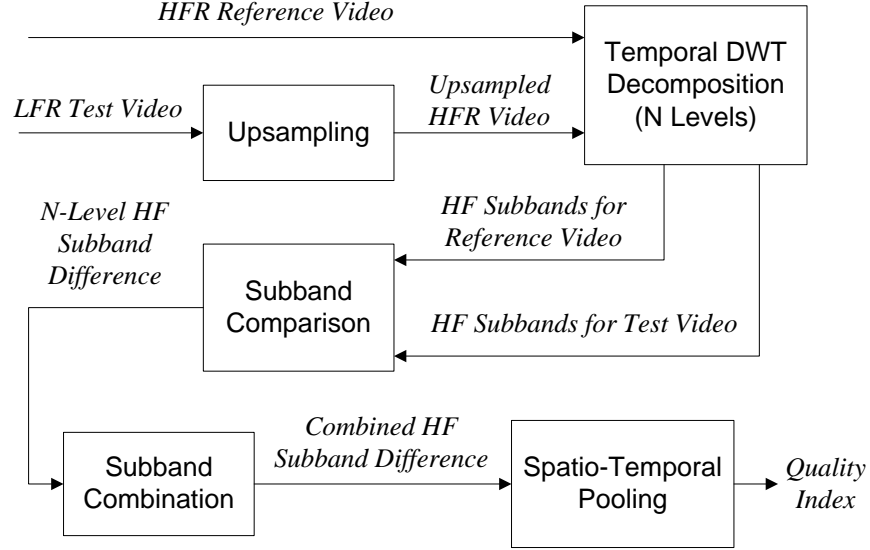 HFR Reference Video
Temporal DWT
Decomposition
(N Levels)
LFR Test Video
Upsampling
Upsampled
HFR Video
HF Subbands for
Reference Video
N-Level HF
Subband
Difference
Subband
Comparison
HF Subbands for Test Video
Subband
Combination
Combined HF
Subband Difference
Spatio-Temporal
Pooling
Quality
Index